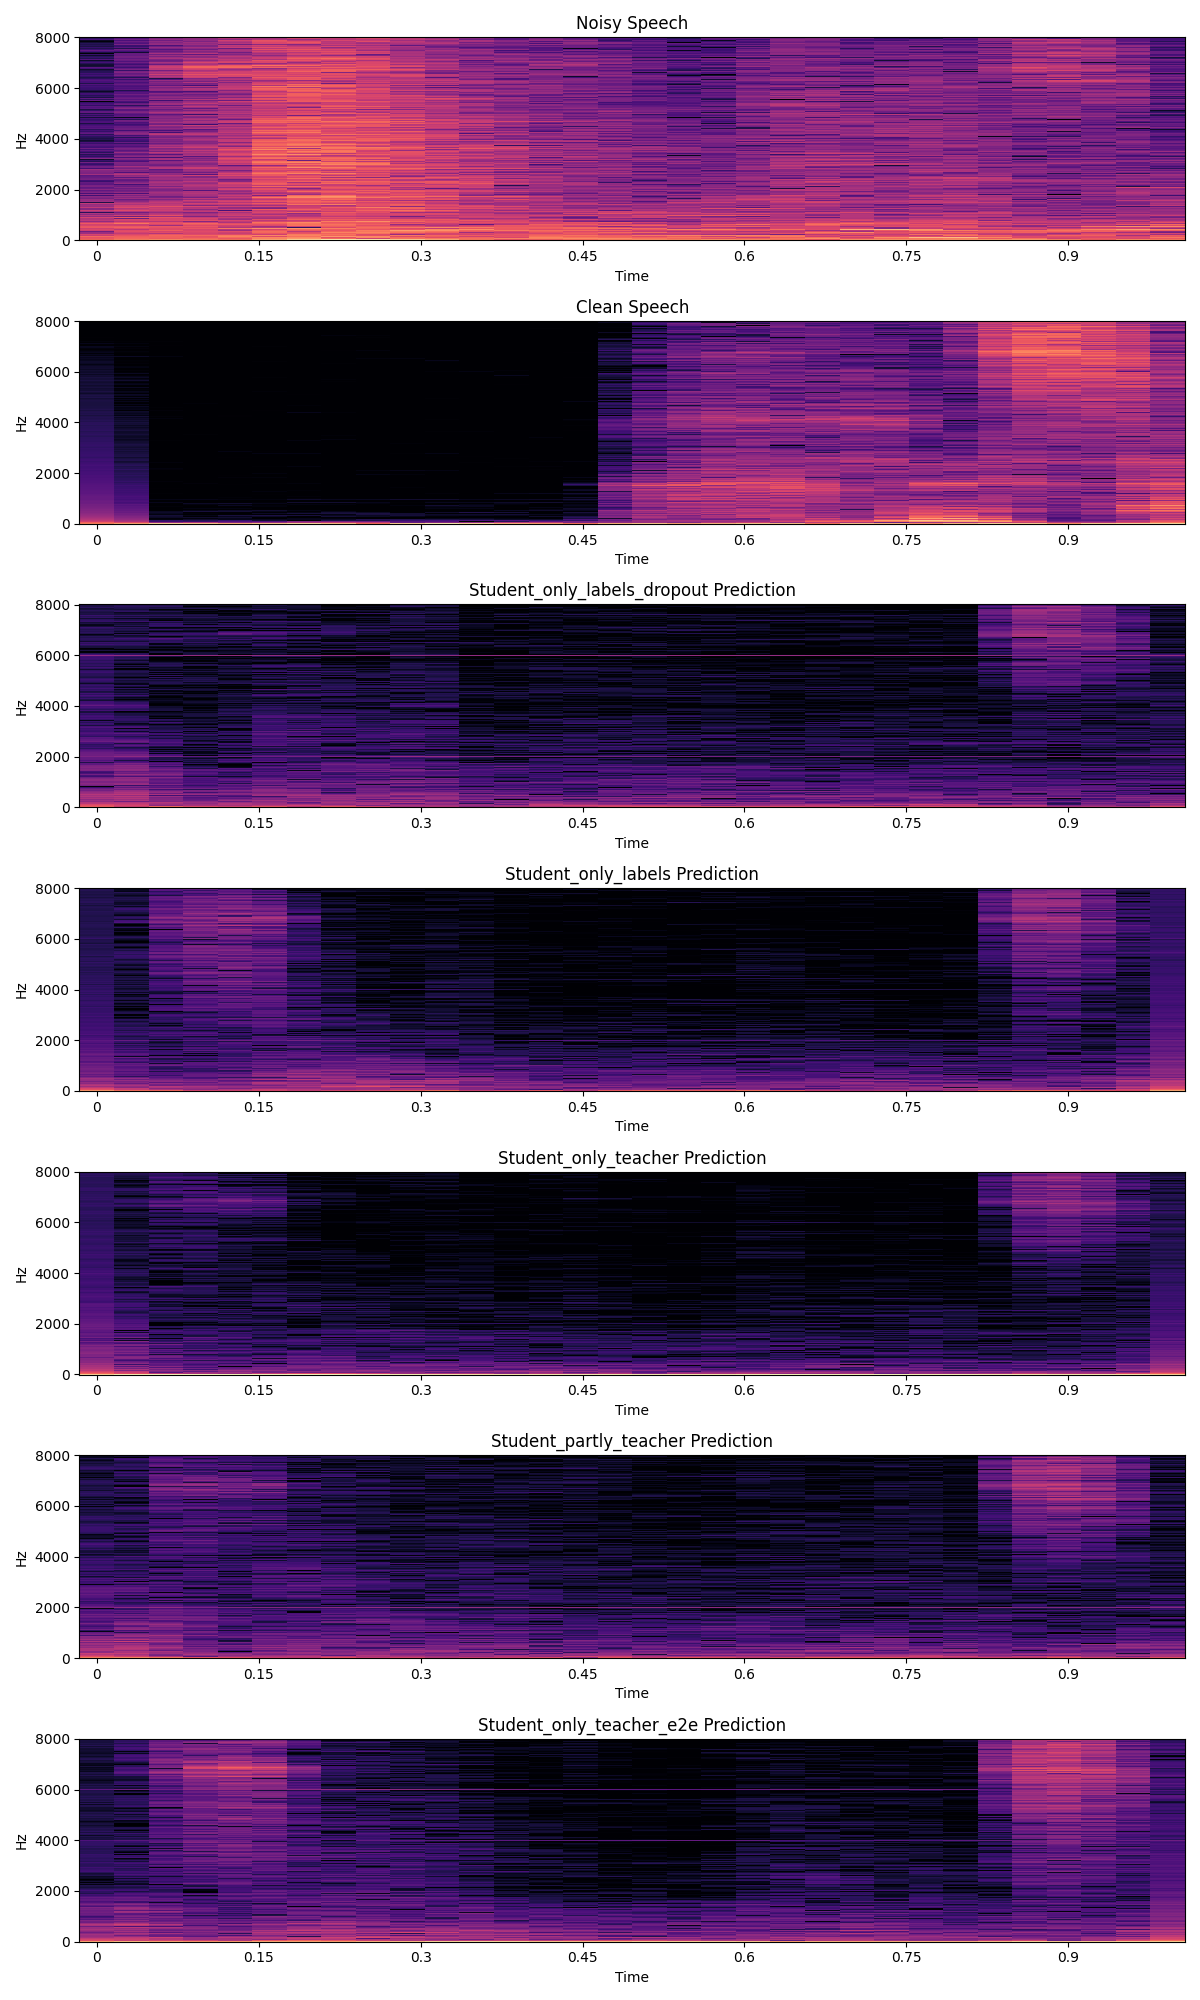 Noisy Speech
8000
6000
4000
2000
0
Hz
0 0.15 0.3 0.45 0.6 0.75 0.9
Time
Clean Speech
8000
6000
4000
2000
0
Hz
0 0.15 0.3 0.45 0.6 0.75 0.9
Time
Student_only_labels_dropout Prediction
8000
6000
4000
2000
0
Hz
0 0.15 0.3 0.45 0.6 0.75 0.9
Time
Student_only_labels Prediction
8000
6000
4000
2000
0
Hz
0 0.15 0.3 0.45 0.6 0.75 0.9
Time
Student_only_teacher Prediction
8000
6000
4000
2000
0
Hz
0 0.15 0.3 0.45 0.6 0.75 0.9
Time
Student_partly_teacher Prediction
8000
6000
4000
2000
0
Hz
0 0.15 0.3 0.45 0.6 0.75 0.9
Time
Student_only_teacher_e2e Prediction
8000
6000
4000
2000
0
Hz
0 0.15 0.3 0.45 0.6 0.75 0.9
Time